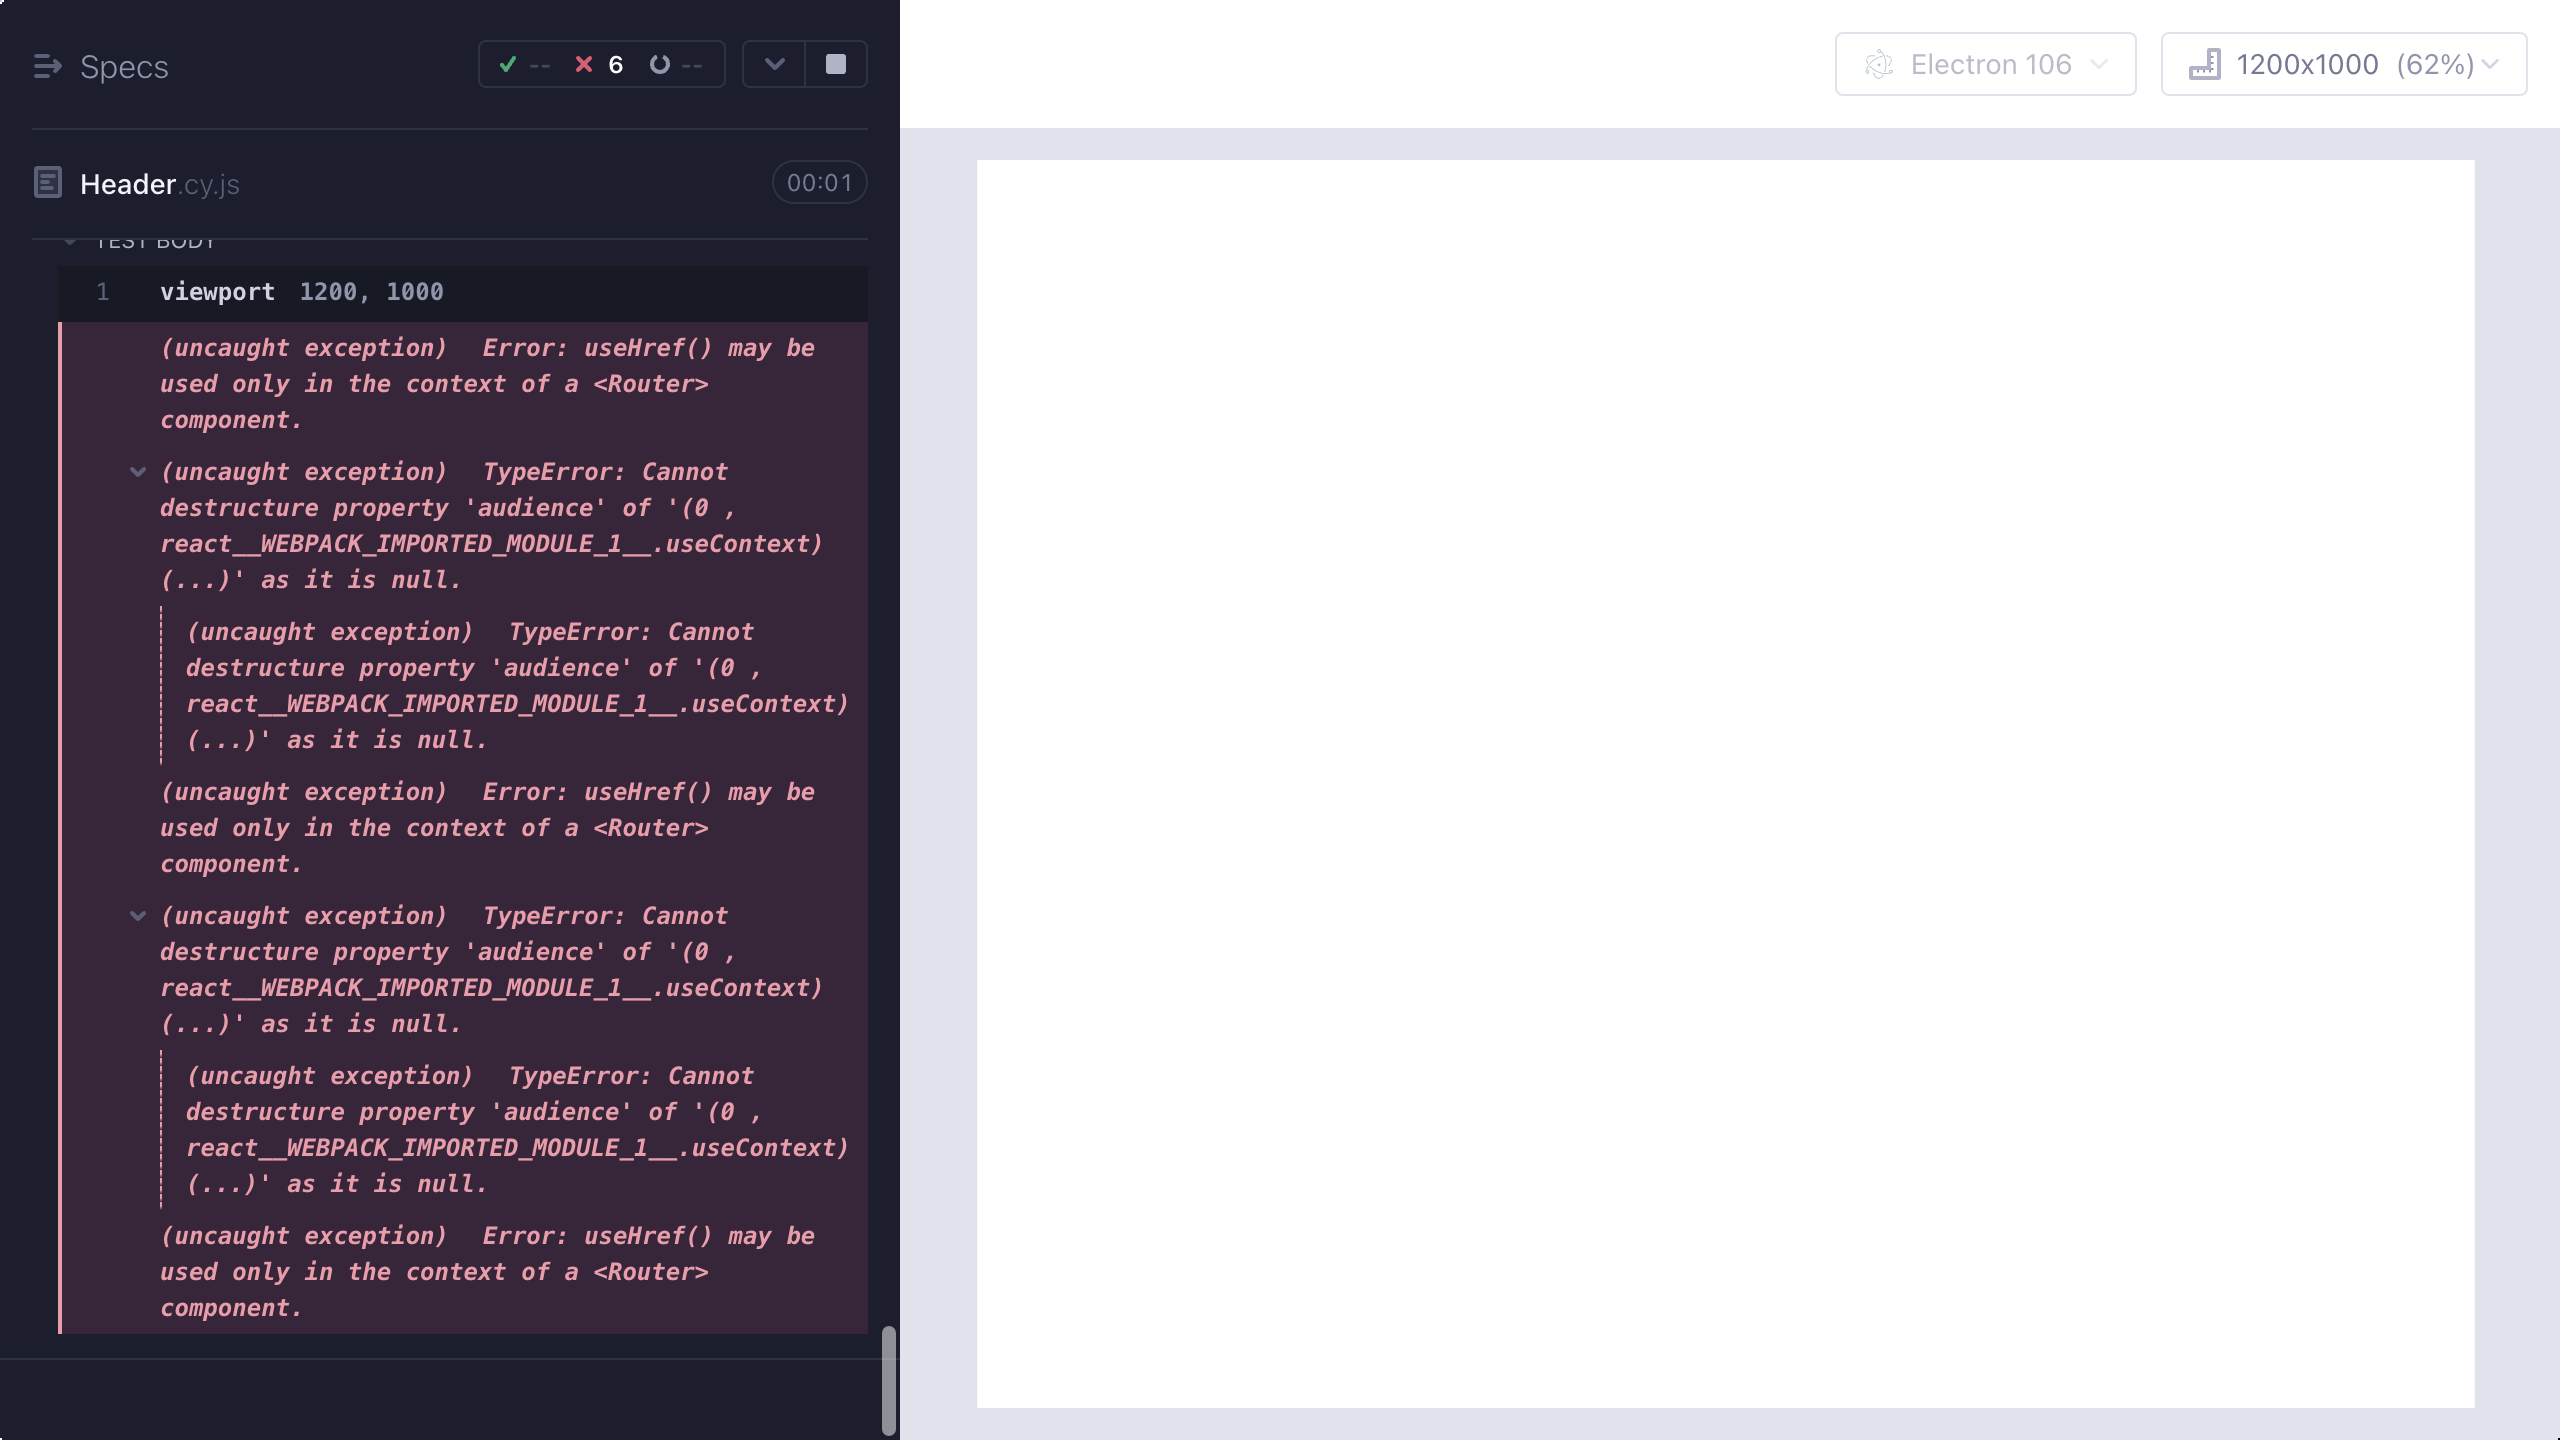 Specs
-- 6 --
Electron 106
1200x1000 (62%)
Header.cy.js
00:01
TEST BODY
1 viewport 1200, 1000
(uncaught exception) Error: useHref() may be
used only in the context of a <Router>
component.
(uncaught exception) TypeError: Cannot
destructure property 'audience' of '(0 ,
react__WEBPACK_IMPORTED_MODULE_1__.useContext)
(...)' as it is null.
(uncaught exception) TypeError: Cannot
destructure property 'audience' of '(0 ,
react__WEBPACK_IMPORTED_MODULE_1__.useContext)
(...)' as it is null.
(uncaught exception) Error: useHref() may be
used only in the context of a <Router>
component.
(uncaught exception) TypeError: Cannot
destructure property 'audience' of '(0 ,
react__WEBPACK_IMPORTED_MODULE_1__.useContext)
(...)' as it is null.
(uncaught exception) TypeError: Cannot
destructure property 'audience' of '(0 ,
react__WEBPACK_IMPORTED_MODULE_1__.useContext)
(...)' as it is null.
(uncaught exception) Error: useHref() may be
used only in the context of a <Router>
component.